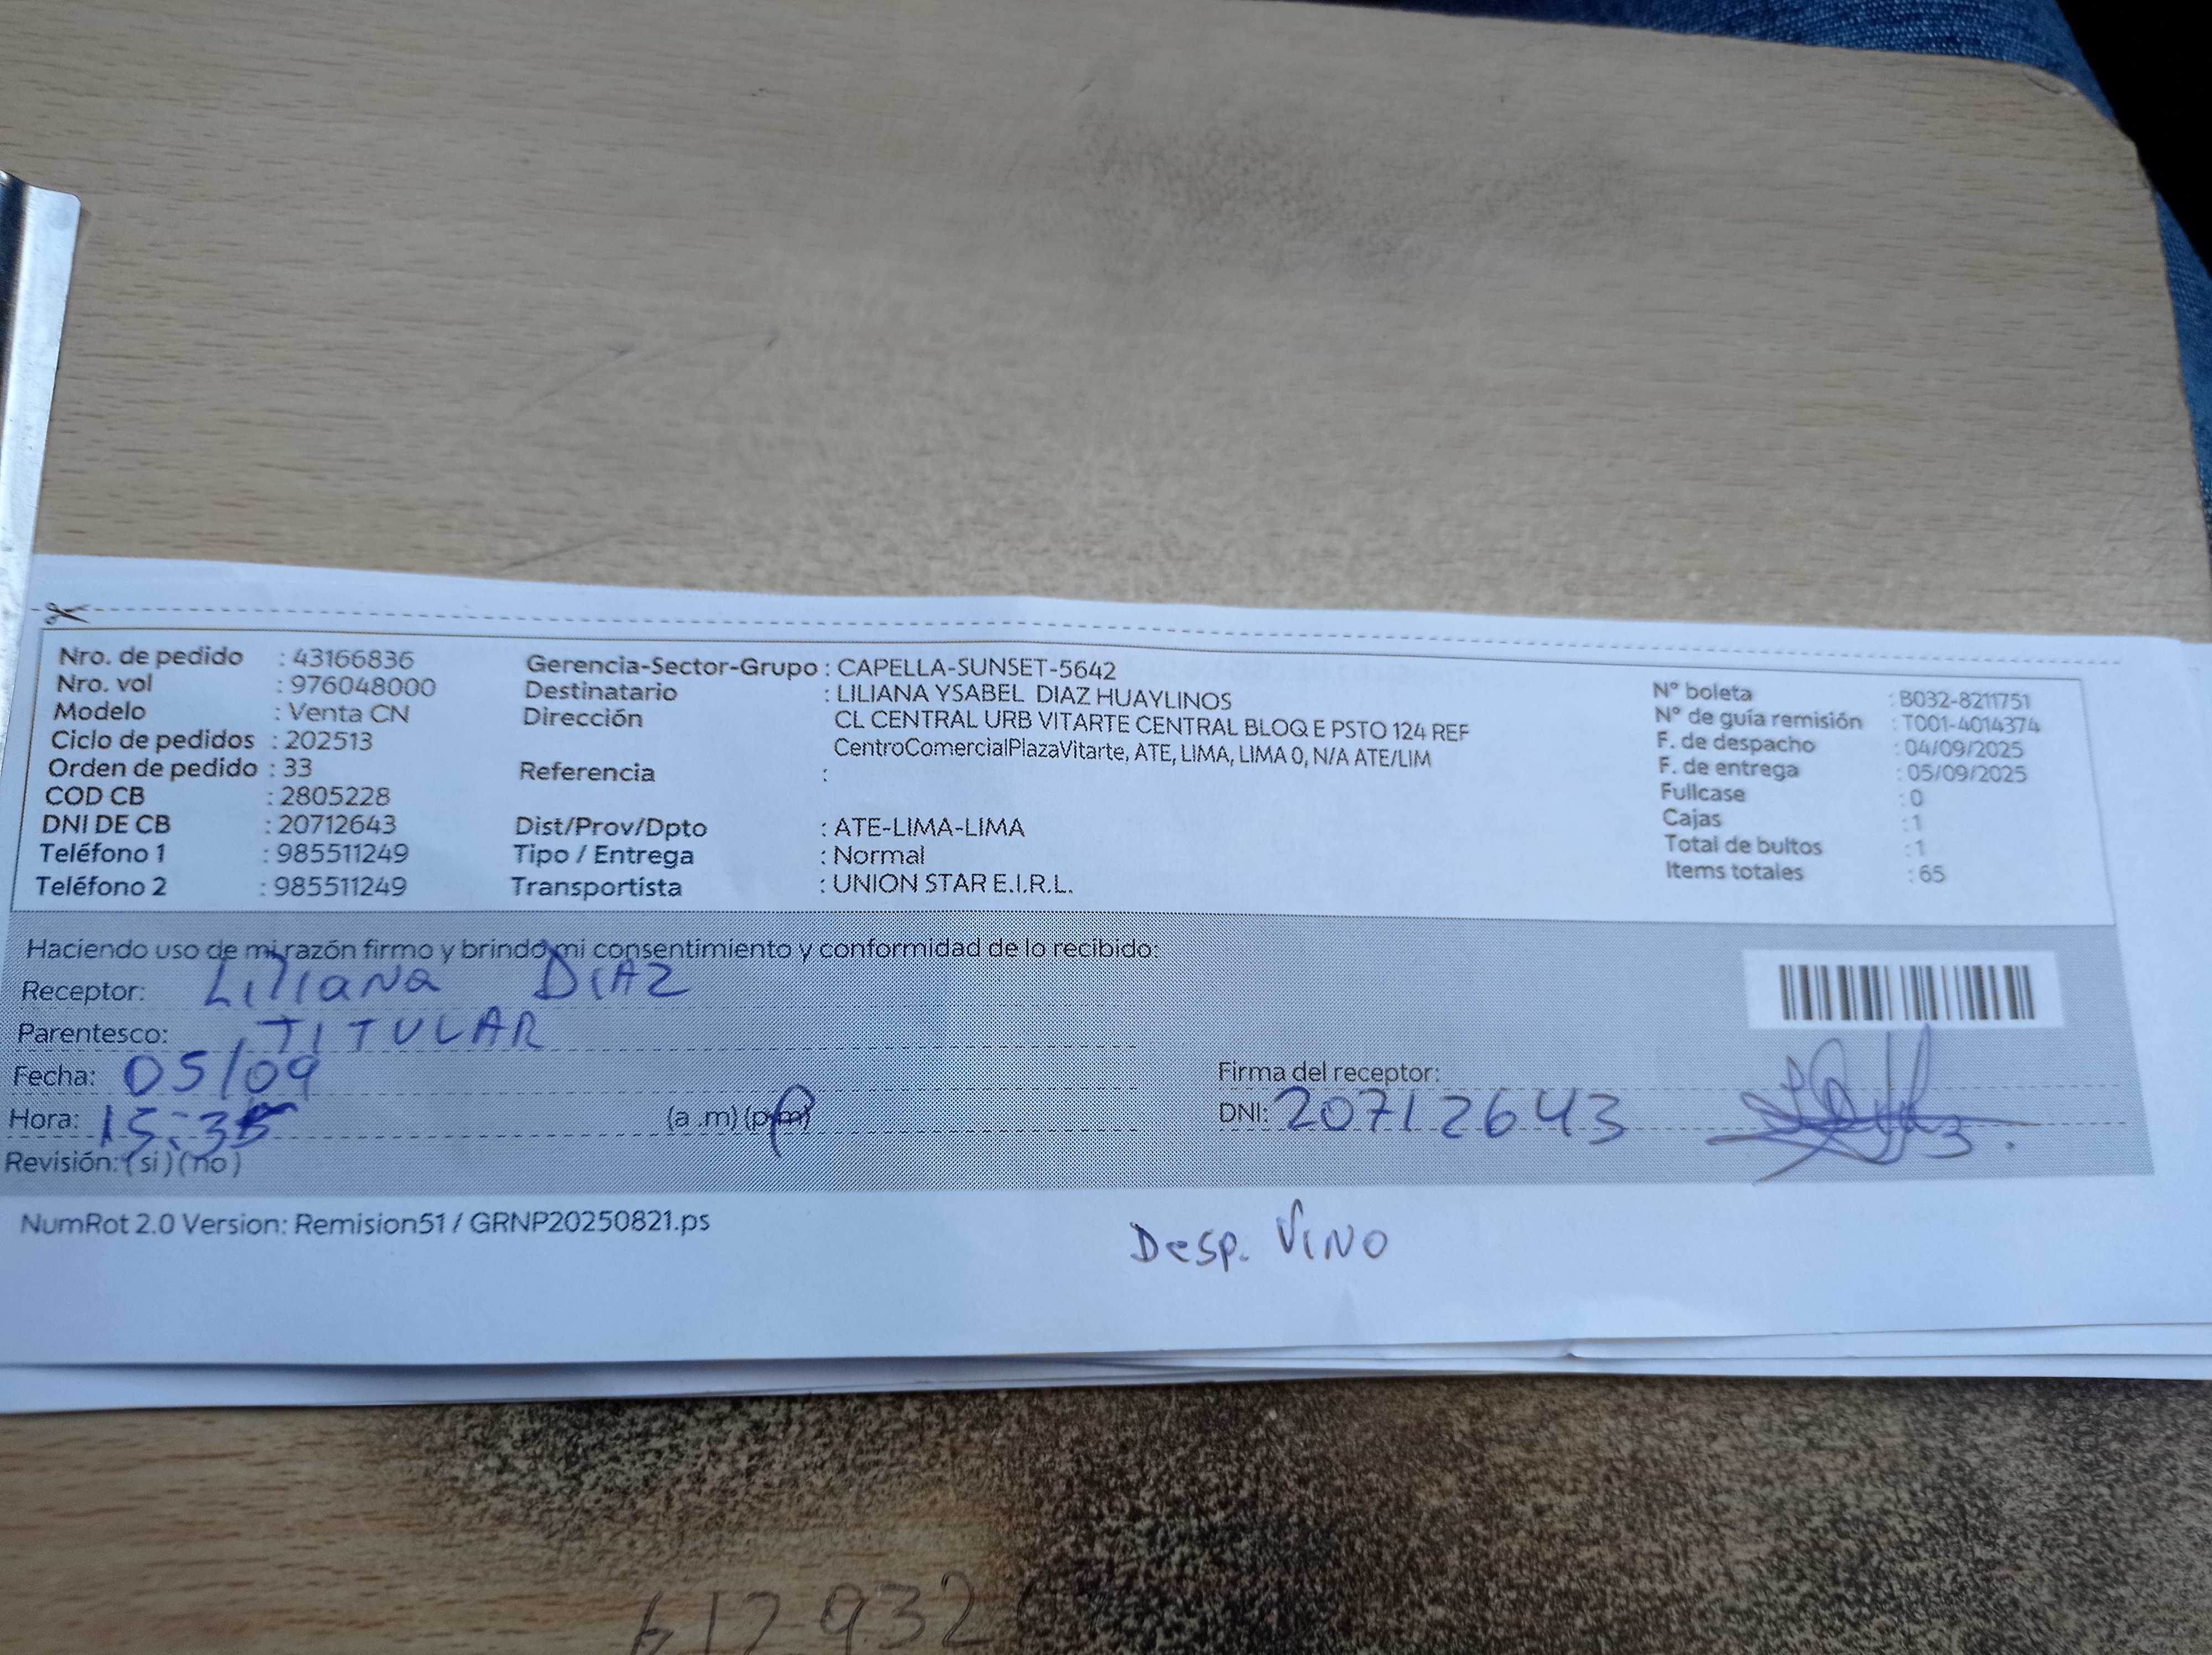 Nro. de pedido : 43166836
Nro. vol : 976048000
Modelo : Venta CN
Ciclo de pedidos : 202513
Orden de pedido : 33
COD CB : 2805228
DNI DE CB : 20712643
Teléfono 1 : 985511249
Teléfono 2 : 985511249
Gerencia-Sector-Grupo : CAPELLA-SUNSET-5642
Destinatario : LILIANA YSABEL DIAZ HUAYLINOS
Dirección CL CENTRAL URB VITARTE CENTRAL BLOQ E PSTO 124 REF
CentroComercialPlazaVitarte, ATE, LIMA, LIMA 0, N/A ATE/LIM
Referencia :
Dist/Prov/Dpto : ATE-LIMA-LIMA
Tipo / Entrega : Normal
Transportista : UNION STAR E.I.R.L.
N° boleta : B032-8211751
N° de guía remisión : T001-4014374
F. de despacho : 04/09/2025
F. de entrega : 05/09/2025
Fullcase : 0
Cajas : 1
Total de bultos : 1
Items totales : 65
Haciendo uso de mi razón firmo y brindo mi consentimiento y conformidad de lo recibido:
Receptor: Liliana DIAZ
Parentesco: TITULAR
Fecha: 05/09
Hora: (a .m) (p.m)
Revisión: (si) (no)
Firma del receptor:
DNI: 20712643
NumRot 2.0 Version: Remision51 / GRNP20250821.ps
Desp. VINO
617932